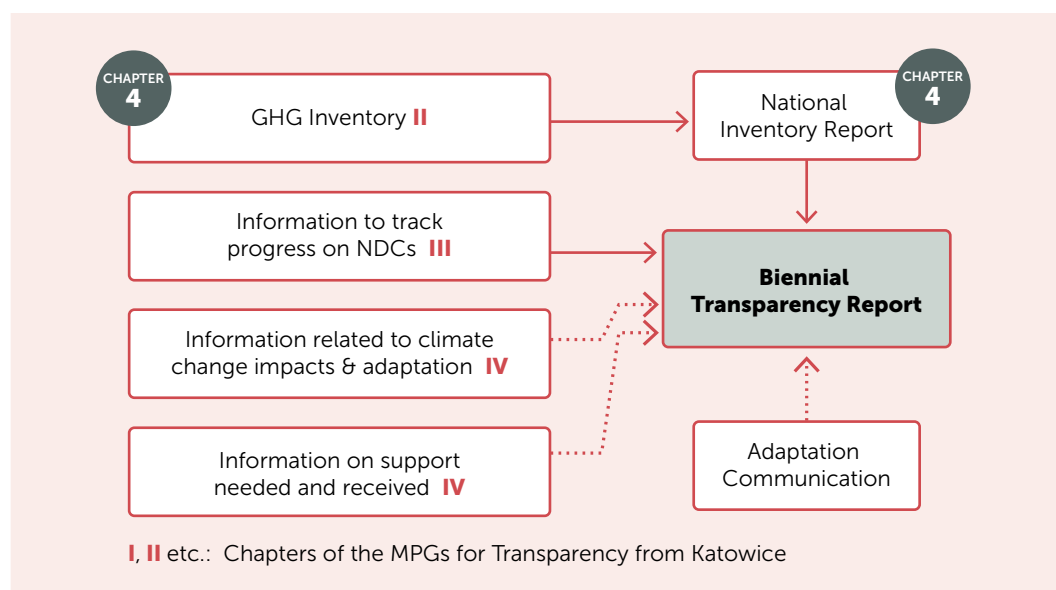 CHAPTER
4
GHG Inventory II
National
Inventory Report
CHAPTER
4
Information to track
progress on NDCs III
Biennial
Transparency Report
Information related to climate
change impacts & adaptation IV
Information on support
needed and received IV
Adaptation
Communication
I, II etc.: Chapters of the MPGs for Transparency from Katowice